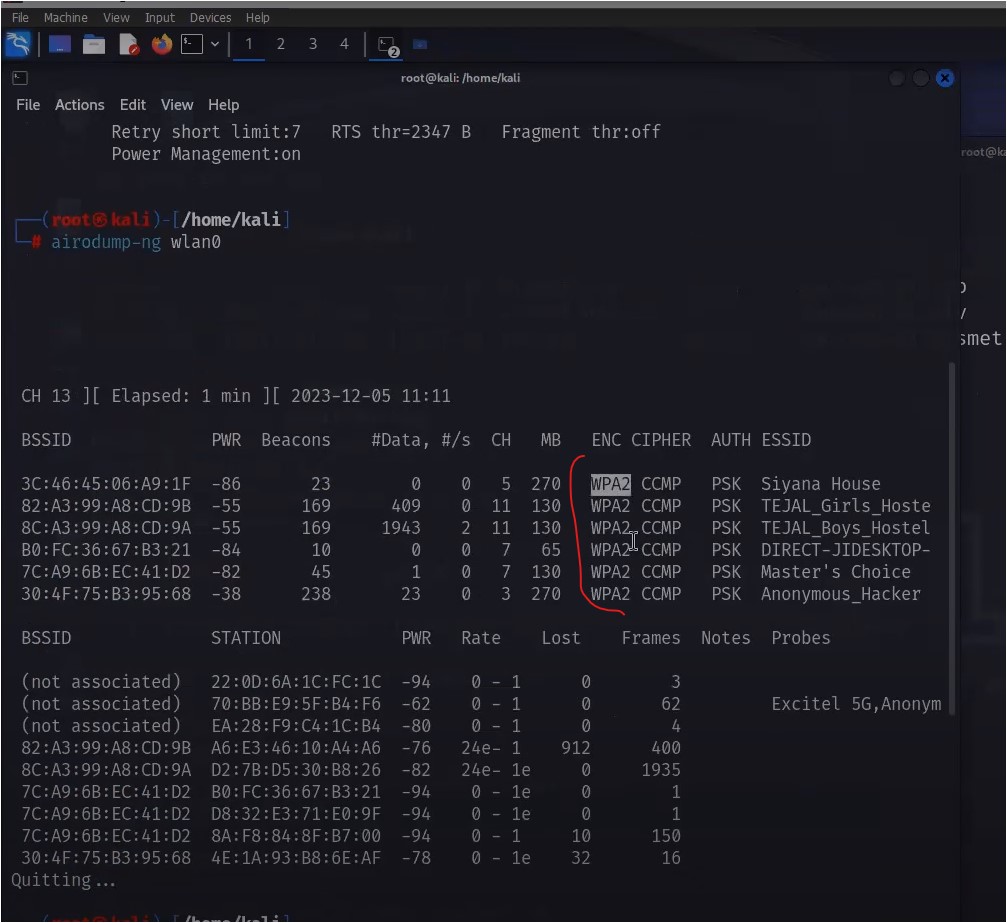 File Machine View Input Devices Help
1 2 3 4 2
root@kali: /home/kali
File Actions Edit View Help
Retry short limit:7 RTS thr=2347 B Fragment thr:off
Power Management:on
root@ka
(root㉿kali)-[/home/kali]
# airodump-ng wlan0
smet
CH 13 ][ Elapsed: 1 min ][ 2023-12-05 11:11
BSSID PWR Beacons #Data, #/s CH MB ENC CIPHER AUTH ESSID
3C:46:45:06:A9:1F -86 23 0 0 5 270 WPA2 CCMP PSK Siyana House
82:A3:99:A8:CD:9B -55 169 409 0 11 130 WPA2 CCMP PSK TEJAL_Girls_Hoste
8C:A3:99:A8:CD:9A -55 169 1943 2 11 130 WPA2 CCMP PSK TEJAL_Boys_Hostel
B0:FC:36:67:B3:21 -84 10 0 0 7 65 WPA2 CCMP PSK DIRECT-JIDESKTOP-
7C:A9:6B:EC:41:D2 -82 45 1 0 7 130 WPA2 CCMP PSK Master's Choice
30:4F:75:B3:95:68 -38 238 23 0 3 270 WPA2 CCMP PSK Anonymous_Hacker
BSSID STATION PWR Rate Lost Frames Notes Probes
(not associated) 22:0D:6A:1C:FC:1C -94 0 - 1 0 3
(not associated) 70:BB:E9:5F:B4:F6 -62 0 - 1 0 62 Excitel 5G,Anonym
(not associated) EA:28:F9:C4:1C:B4 -80 0 - 1 0 4
82:A3:99:A8:CD:9B A6:E3:46:10:A4:A6 -76 24e- 1 912 400
8C:A3:99:A8:CD:9A D2:7B:D5:30:B8:26 -82 24e- 1e 0 1935
7C:A9:6B:EC:41:D2 B0:FC:36:67:B3:21 -94 0 - 1e 0 1
7C:A9:6B:EC:41:D2 D8:32:E3:71:E0:9F -94 0 - 1e 0 1
7C:A9:6B:EC:41:D2 8A:F8:84:8F:B7:00 -94 0 - 1 10 150
30:4F:75:B3:95:68 4E:1A:93:B8:6E:AF -78 0 - 1e 32 16
Quitting...
(root㉿kali)-[/home/kali]